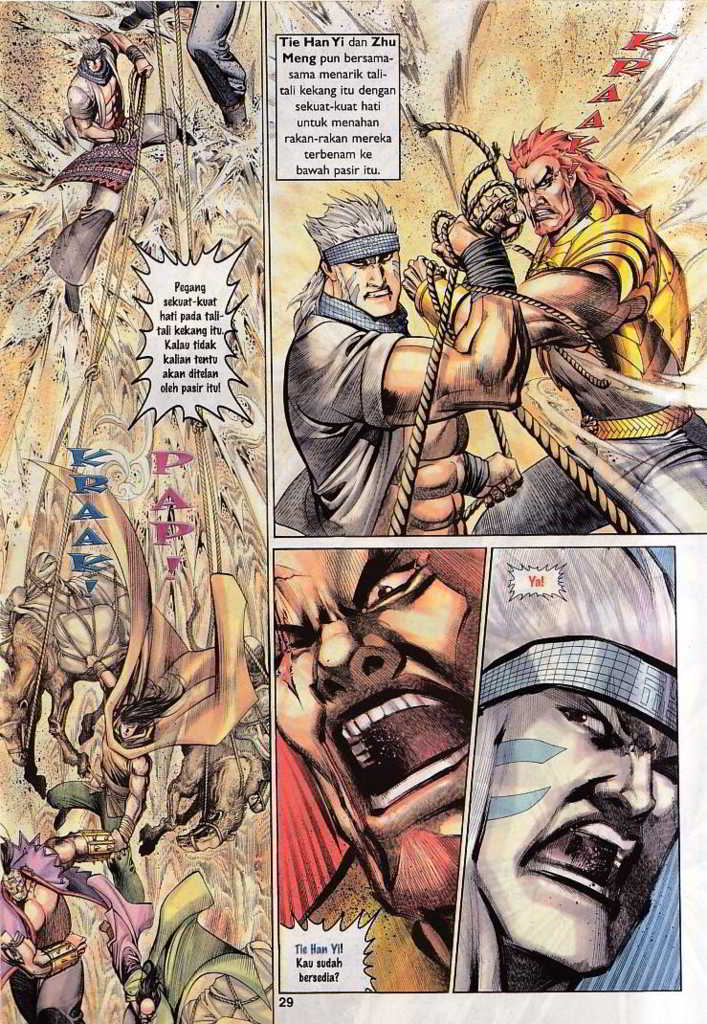 Pegang
sekuat-kuat
hati pada tali-
tali kekang itu.
Kalau tidak
kalian tentu
akan ditelan
oleh pasir itu!
KRAAK!
PAP!
Tie Han Yi dan Zhu
Meng pun bersama-
sama menarik tali-
tali kekang itu dengan
sekuat-kuat hati
untuk menahan
rakan-rakan mereka
terbenam ke
bawah pasir itu.
KRAAK
Tie Han Yi!
Kau sudah
bersedia?
Ya!
29